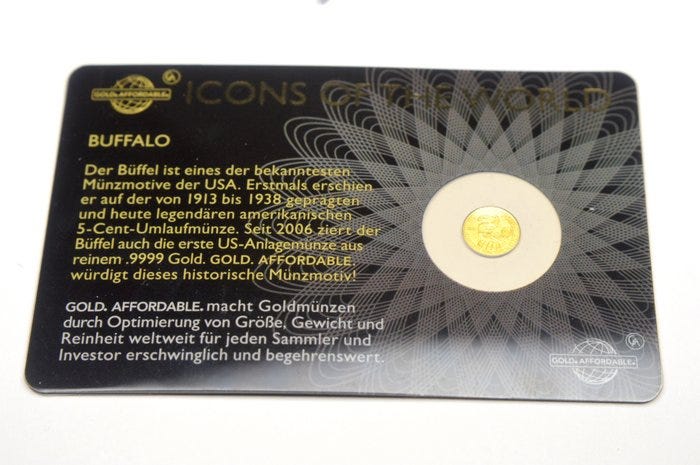 GOLD. AFFORDABLE.
ICONS OF THE WORLD
BUFFALO
Der Büffel ist eines der bekanntesten
Münzmotive der USA. Erstmals erschien
er auf der von 1913 bis 1938 geprägten
und heute legendären amerikanischen
5-Cent-Umlaufmünze. Seit 2006 ziert der
Büffel auch die erste US-Anlagemünze aus
reinem .9999 Gold. GOLD. AFFORDABLE.
würdigt dieses historische Münzmotiv!
GOLD. AFFORDABLE. macht Goldmünzen
durch Optimierung von Größe, Gewicht und
Reinheit weltweit für jeden Sammler und
Investor erschwinglich und begehrenswert.
GOLD. AFFORDABLE.